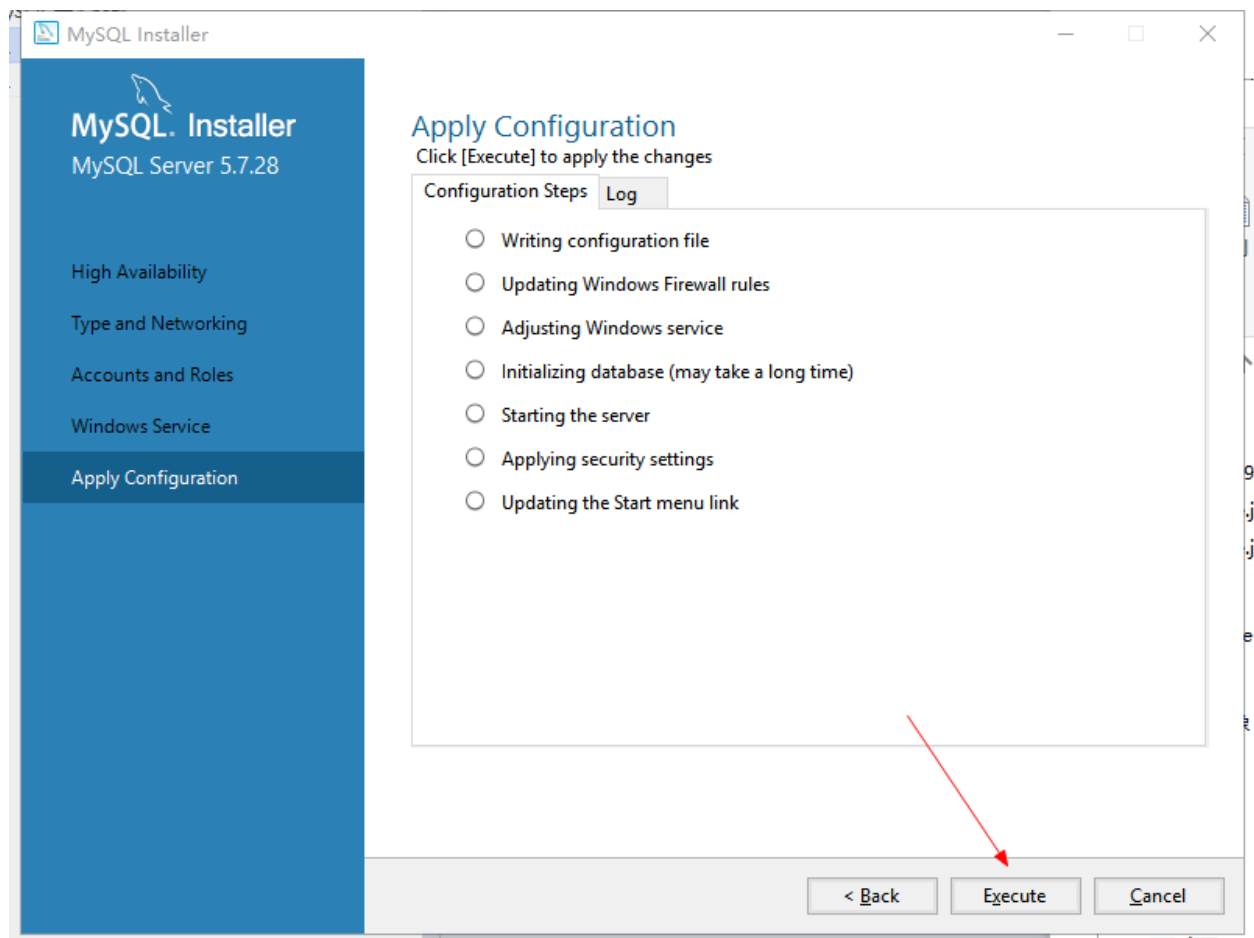 MySQL Installer
MySQL. Installer
MySQL Server 5.7.28
High Availability
Type and Networking
Accounts and Roles
Windows Service
Apply Configuration
Apply Configuration
Click [Execute] to apply the changes
Configuration Steps
Log
Writing configuration file
Updating Windows Firewall rules
Adjusting Windows service
Initializing database (may take a long time)
Starting the server
Applying security settings
Updating the Start menu link
< Back
Execute
Cancel